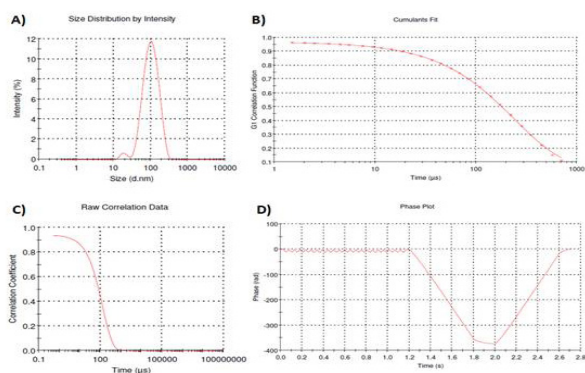 A)
Size Distribution by Intensity
Intensity (%)
12
10
8
6
4
2
0
0.1 1 10 100 1000 10000
Size (d.nm)
B)
Cumulants Fit
G1 Correlation Function
1.0
0.9
0.8
0.7
0.6
0.5
0.4
0.3
0.2
0.1
1 10 100 1000
Time (µs)
C)
Raw Correlation Data
Correlation Coefficient
1.0
0.8
0.6
0.4
0.2
0.0
0.1 100 100000 100000000
Time (µs)
D)
Phase Plot
Phase (rad)
100
0
-100
-200
-300
-400
0.0 0.2 0.4 0.6 0.8 1.0 1.2 1.4 1.6 1.8 2.0 2.2 2.4 2.6 2.8
Time (s)